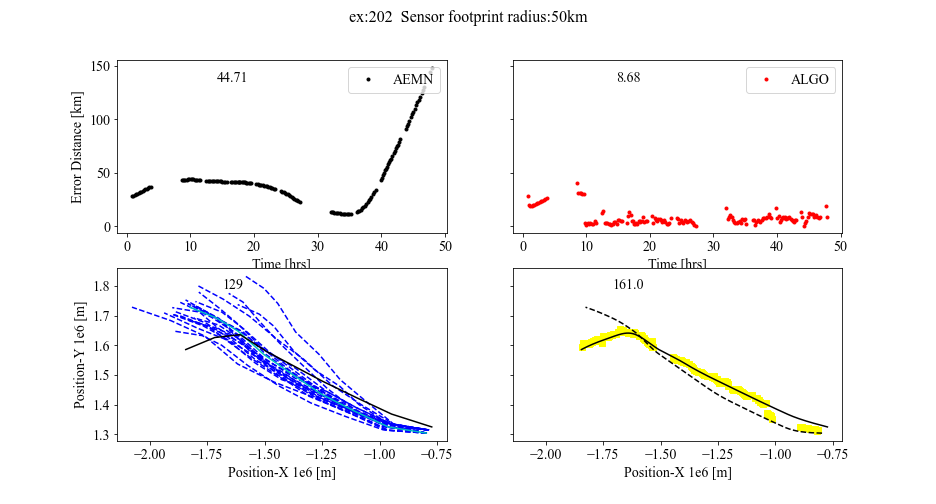 ex:202  Sensor footprint radius:50km
44.71
AEMN
150
100
50
0
Error Distance [km]
0 10 20 30 40 50
Time [hrs]
8.68
ALGO
0 10 20 30 40 50
Time [hrs]
129
1.8
1.7
1.6
1.5
1.4
1.3
Position-Y 1e6 [m]
−2.00 −1.75 −1.50 −1.25 −1.00 −0.75
Position-X 1e6 [m]
161.0
−2.00 −1.75 −1.50 −1.25 −1.00 −0.75
Position-X 1e6 [m]